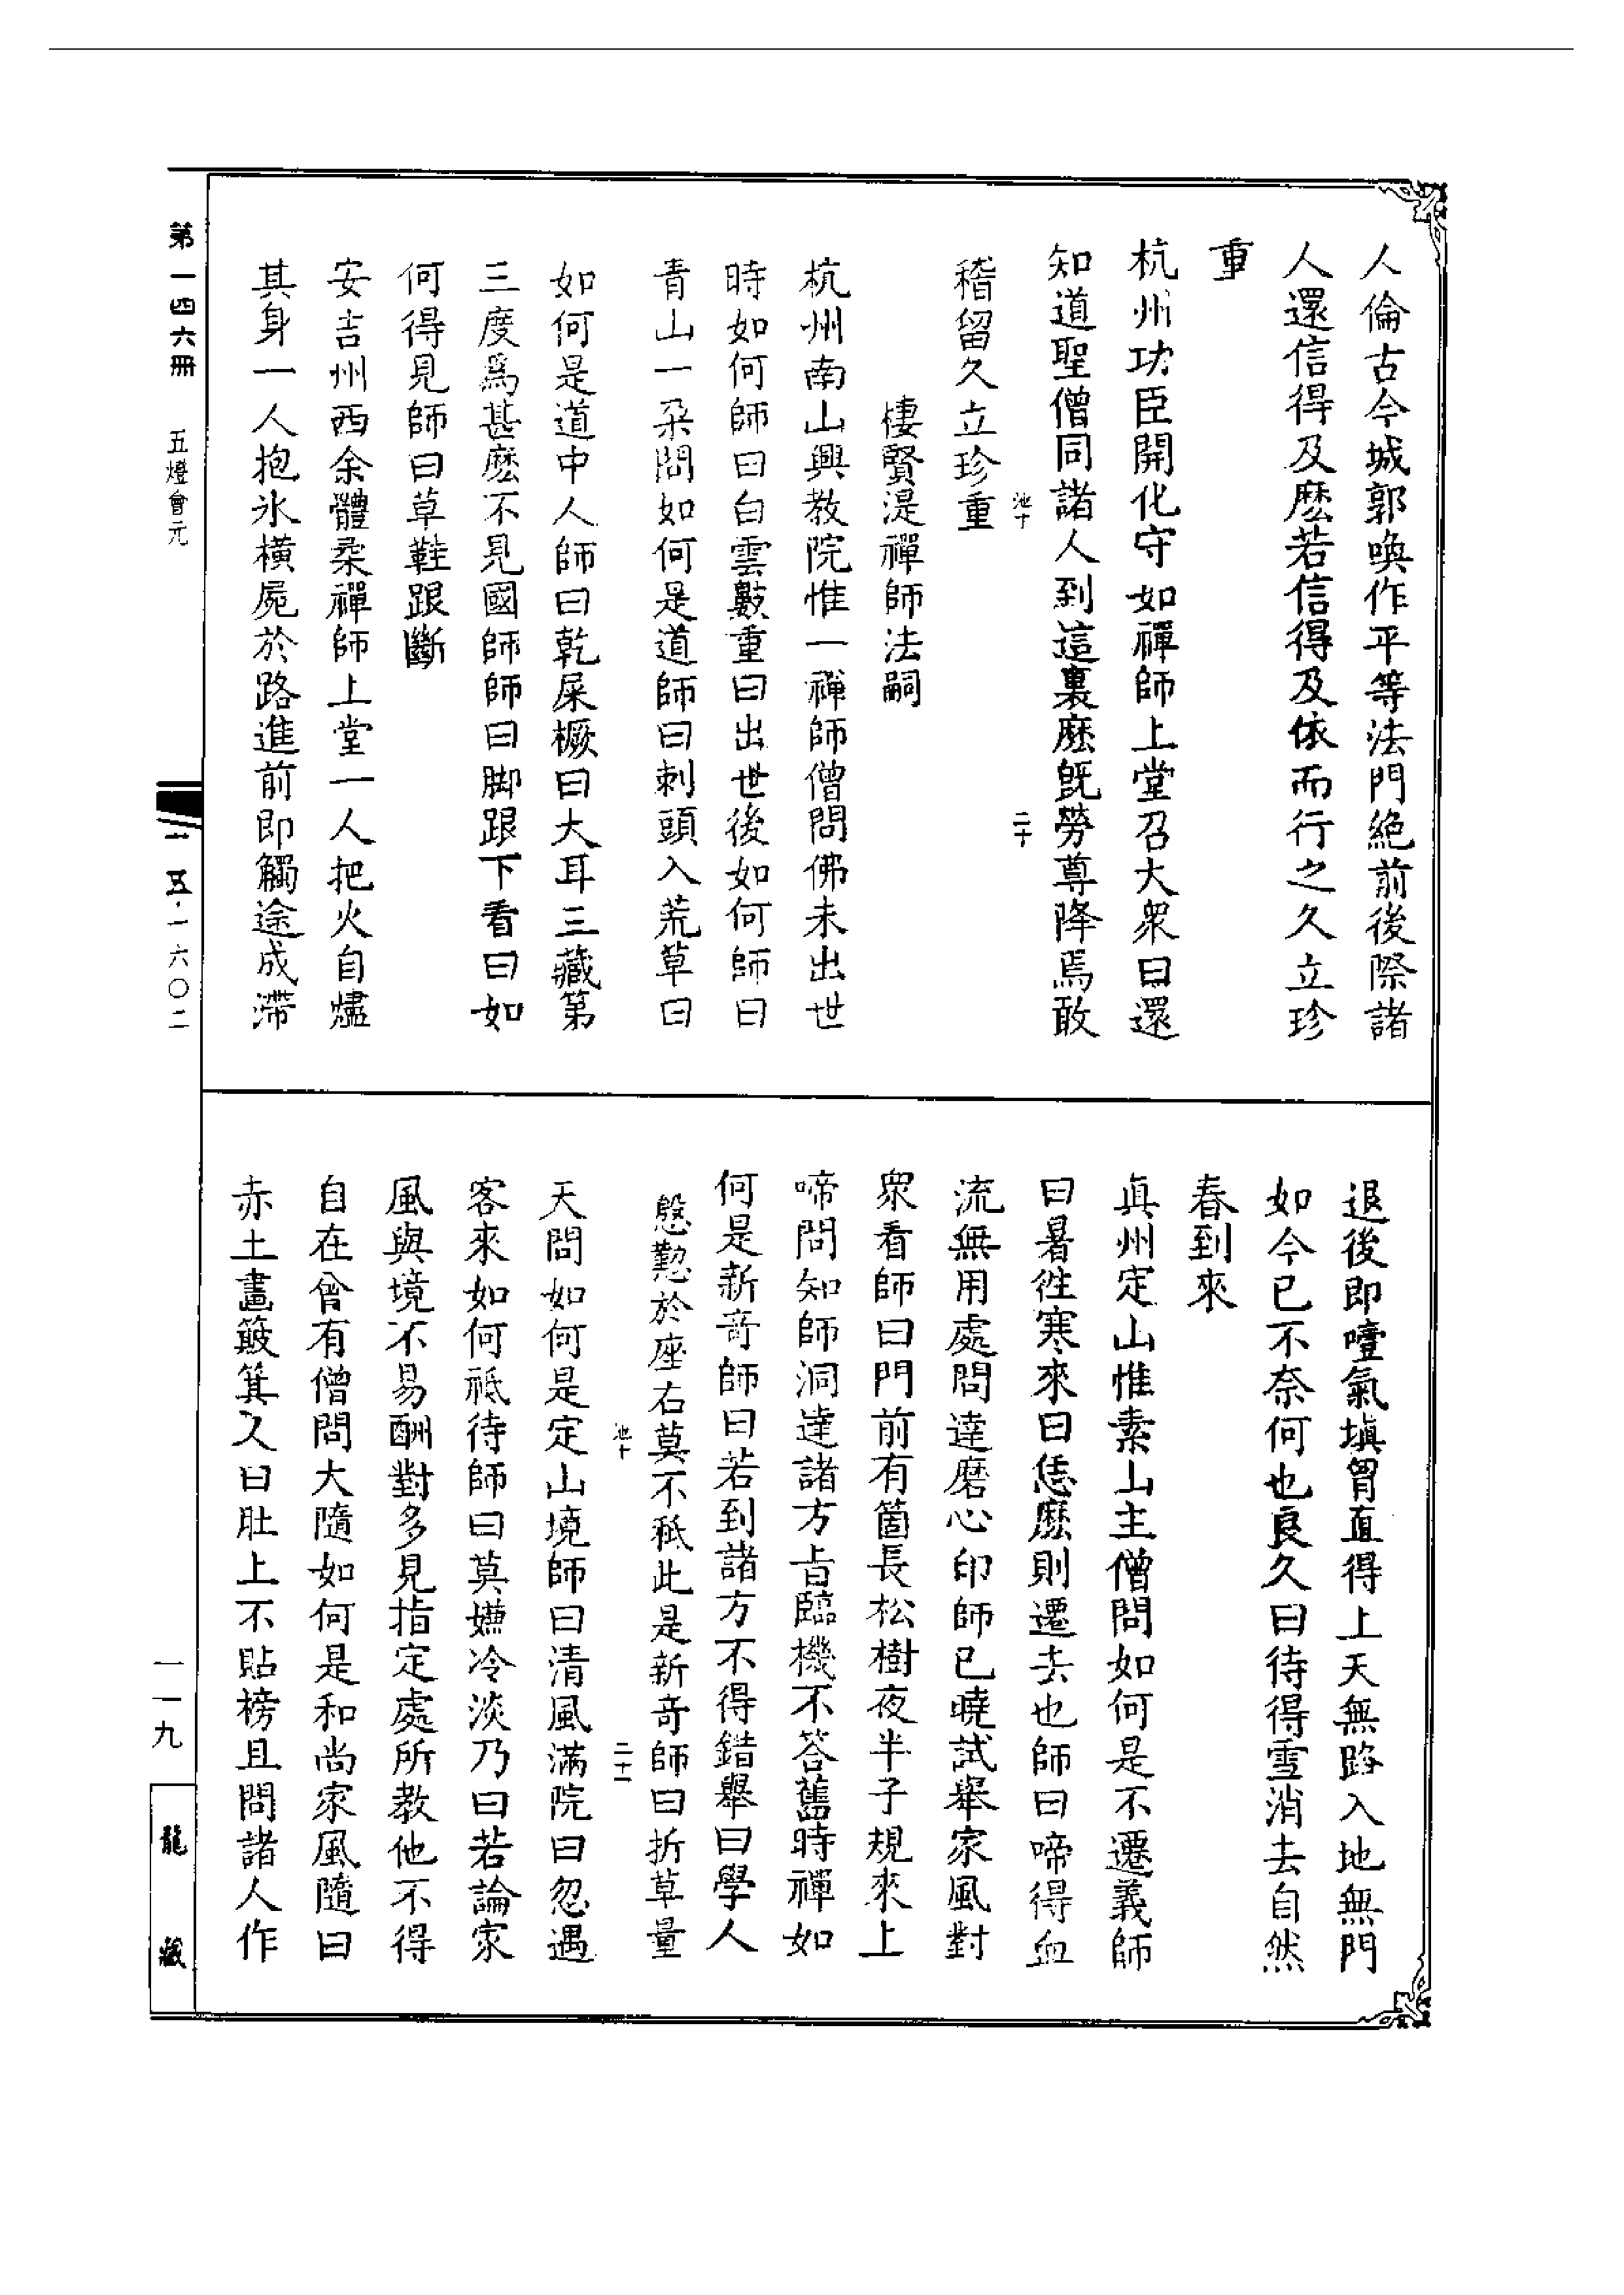 人倫古今城郭喚作平等法門絕前後際諸
人還信得及麽若信得及依而行之久立珍
重
杭州功臣開化守如禪師上堂召大衆曰還
知道聖僧同諸人到這裏麽旣勞尊降焉敢
池十
二十
稽留久立珍重
棲賢湜禪師法嗣
杭州南山興教院惟一禪師僧問佛未出世
時如何師曰白雲數重曰出世後如何師曰
青山一朵問如何是道師曰刺頭入荒草曰
如何是道中人師曰乾屎橛曰大耳三藏第
三度爲甚麽不見國師師曰脚跟下看曰如
何得見師曰草鞋跟斷
安吉州西余體柔禪師上堂一人把火自燼
其身一人抱氷橫屍於路進前即觸途成滯
退後即噎氣塡胷直得上天無路入地無門
如今已不奈何也良久曰待得雪消去自然
春到來
真州定山惟素山主僧問如何是不遷義師
曰暑徃寒來曰恁麽則遷去也師曰啼得血
流無用處問達磨心印師已曉試舉家風對
衆看師曰門前有箇長松樹夜半子規來上
啼問知師洞達諸方旨臨機不答舊時禪如
何是新竒師曰若到諸方不得錯舉曰學人
慇懃於座右莫不秪此是新竒師曰折草量
池十
二十一
天問如何是定山境師曰清風滿院曰忽遇
客來如何祗待師曰莫嫌冷淡乃曰若論家
風與境不易酬對多見指定處所教他不得
自在曾有僧問大隨如何是和尚家風隨曰
赤土畫簸箕又曰肚上不貼榜且問諸人作
第一四六冊
五燈會元
一五·一六〇二
一一九
龍藏